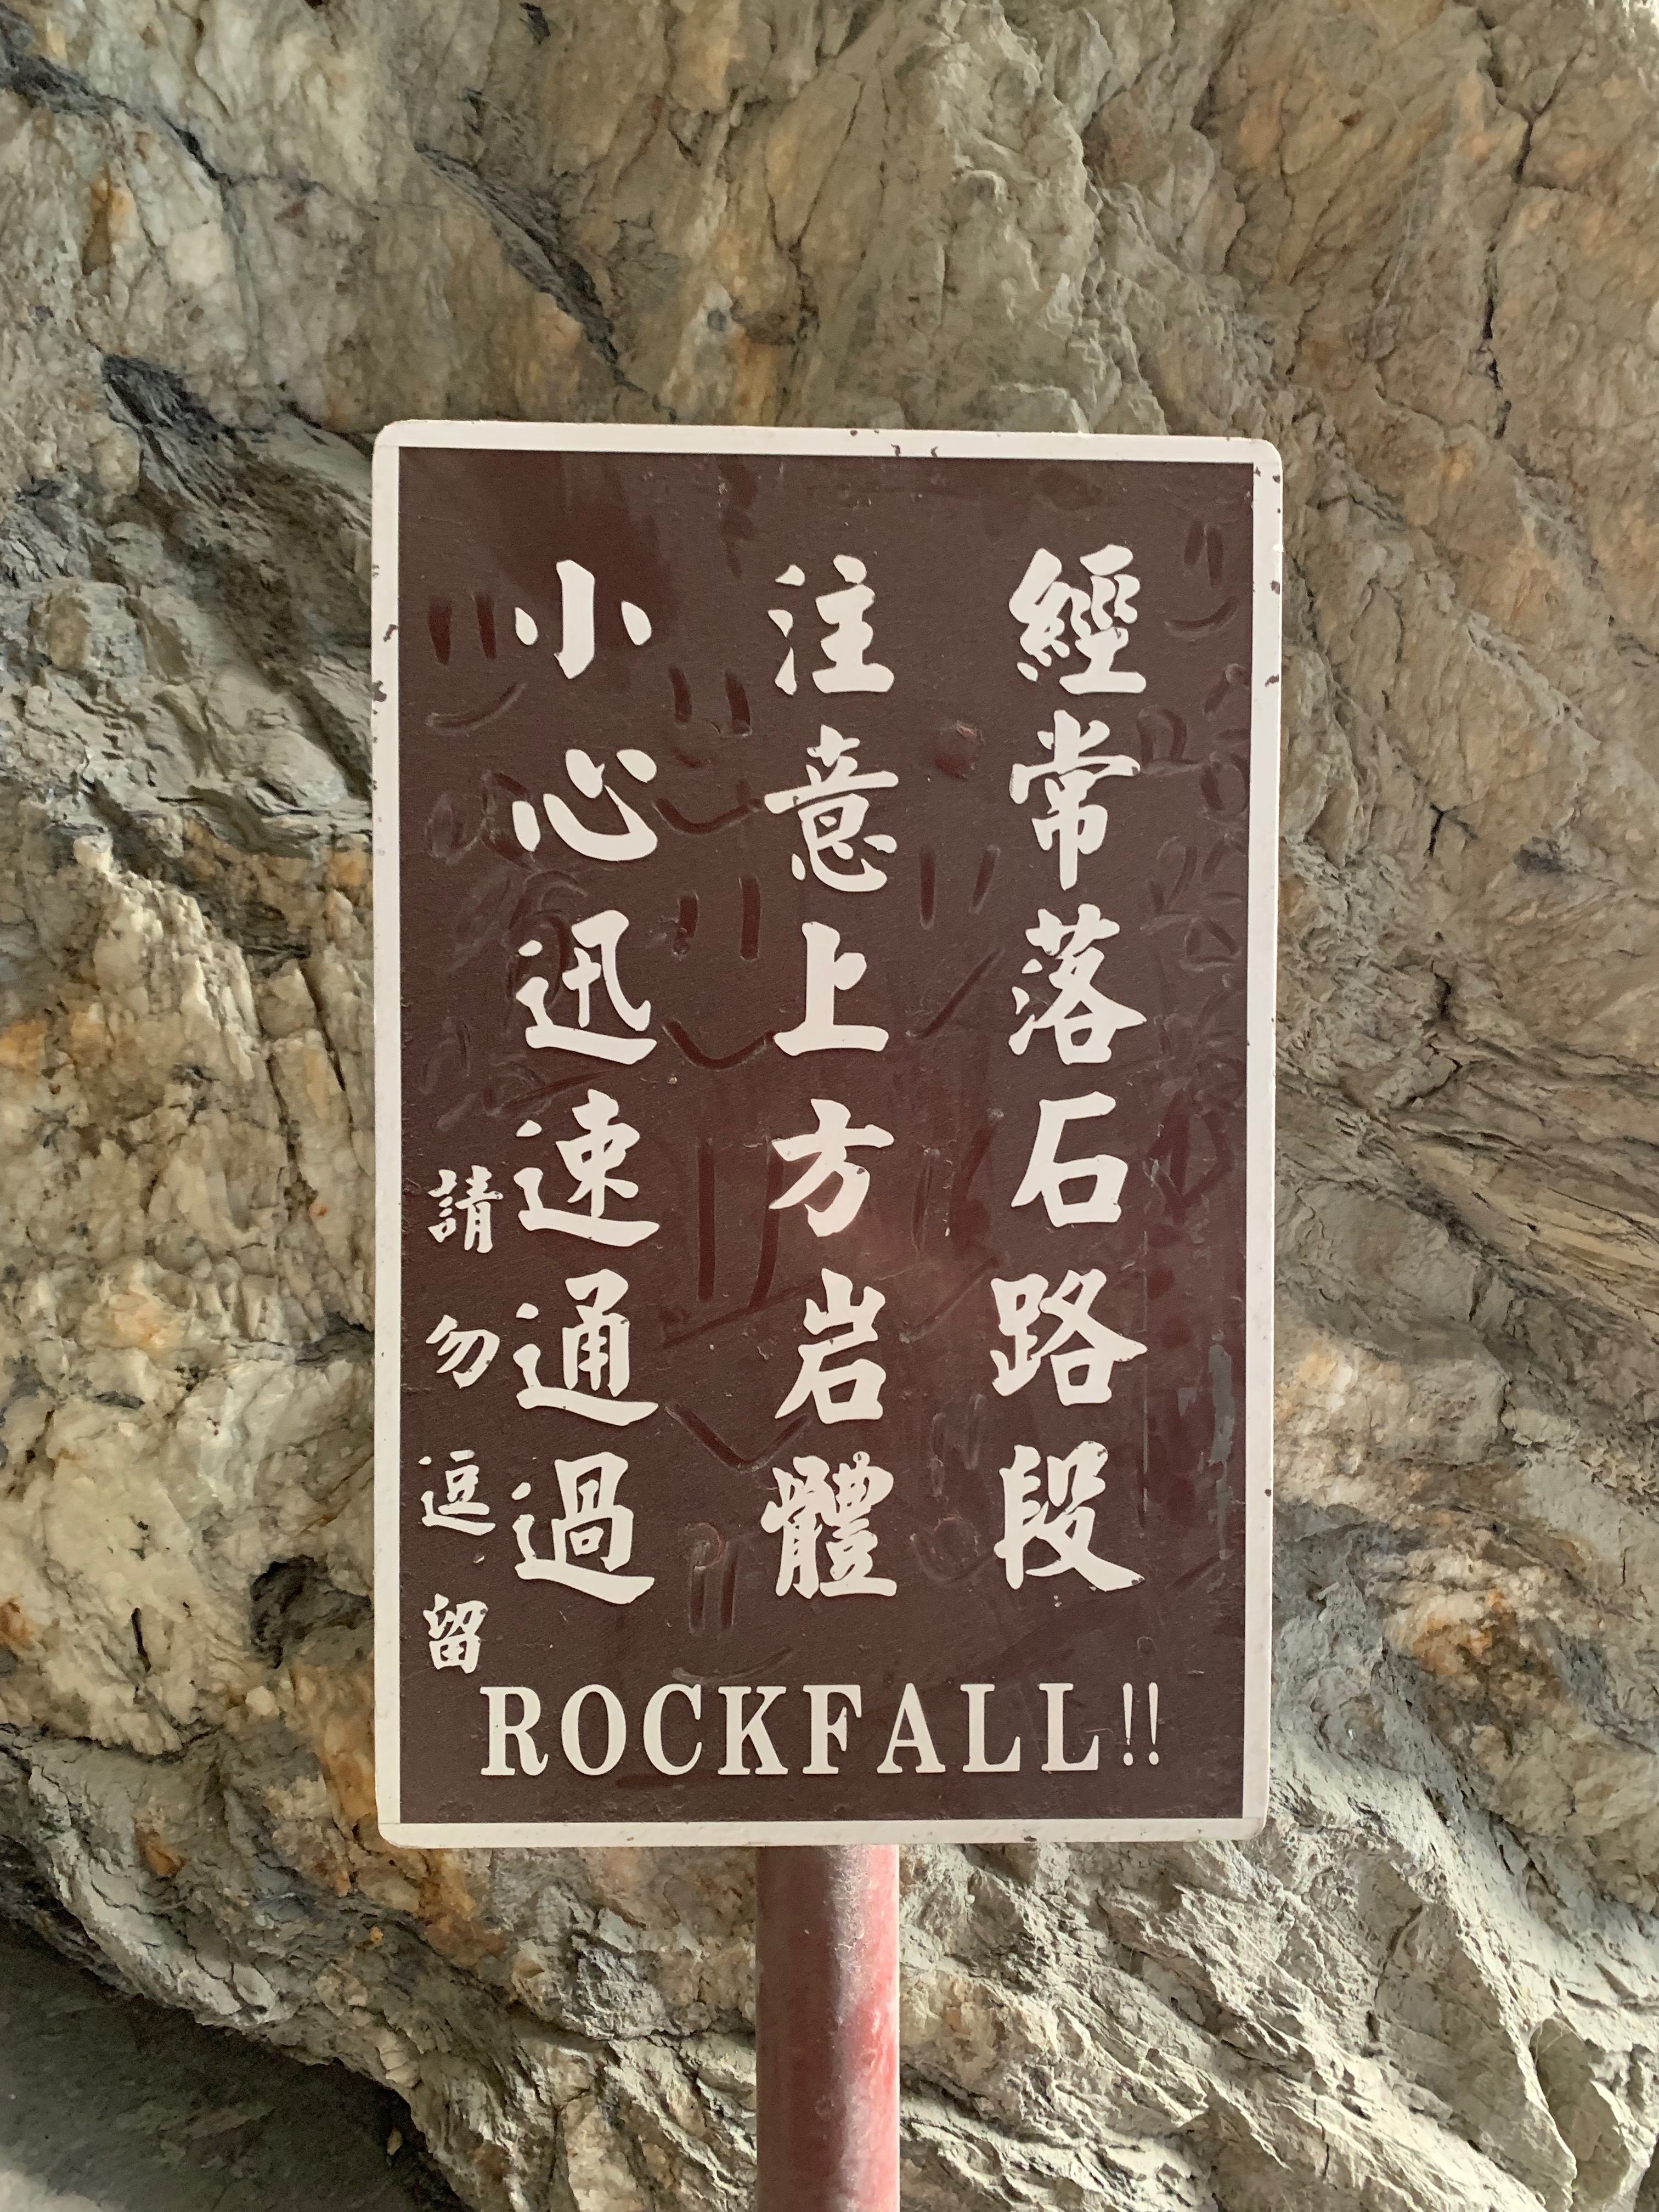 經常落石路段
注意上方岩體
小心迅速通過
請勿逗留
ROCKFALL!!